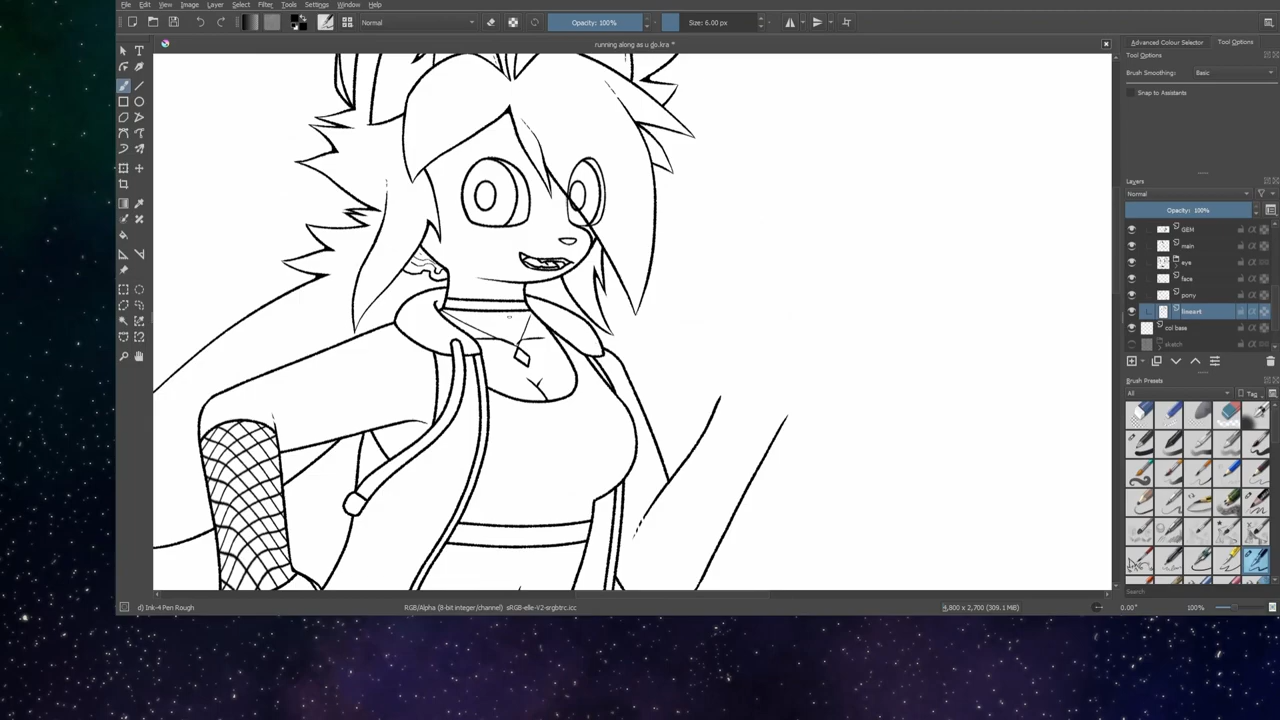 File Edit View Image Layer Select Filter Tools Settings Window Help
Normal Opacity: 100% Size: 6.00 px
running along as u do.kra *
Advanced Colour Selector Tool Options
Tool Options
Brush Smoothing: Basic
Snap to Assistants
Layers
Normal
Opacity: 100%
GEH
main
eye
face
pony
lineart
col base
skatch
Brush Presets
All Tag
Search
d) Ink-4 Pen Rough RGB/Alpha (8-bit integer/channel) sRGB-elle-V2-srgbtrc.icc 4,800 x 2,700 (309.1 MiB) 0.00° 100%